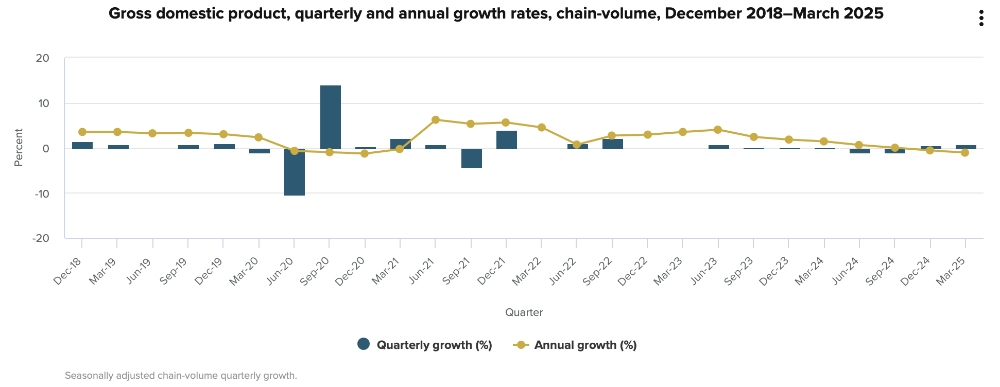 Gross domestic product, quarterly and annual growth rates, chain-volume, December 2018–March 2025
Percent
20
10
0
-10
-20
Dec-18
Mar-19
Jun-19
Sep-19
Dec-19
Mar-20
Jun-20
Sep-20
Dec-20
Mar-21
Jun-21
Sep-21
Dec-21
Mar-22
Jun-22
Sep-22
Dec-22
Mar-23
Jun-23
Sep-23
Dec-23
Mar-24
Jun-24
Sep-24
Dec-24
Mar-25
Quarter
Quarterly growth (%)
Annual growth (%)
Seasonally adjusted chain-volume quarterly growth.